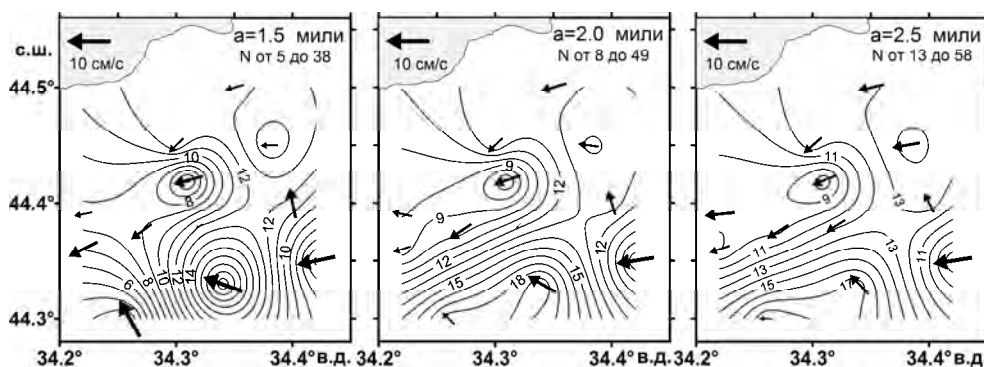 a=1.5 мили
N от 5 до 38
10 см/с
с.ш.
44.5°
44.4°
44.3°
10
12
8
12
10
6
8
10
12
14
34.2°
34.3°
34.4° в.д.
a=2.0 мили
N от 8 до 49
10 см/с
9
12
9
12
12
15
15
18
34.2°
34.3°
34.4° в.д.
a=2.5 мили
N от 13 до 58
10 см/с
11
9
13
11
13
13
11
15
17
34.2°
34.3°
34.4° в.д.